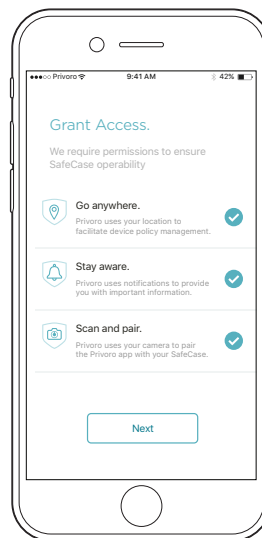 Privoro 9:41 AM 42%
Grant Access.
We require permissions to ensure
SafeCase operability
Go anywhere.
Privoro uses your location to
facilitate device policy management.
Stay aware.
Privoro uses notifications to provide
you with important information.
Scan and pair.
Privoro uses your camera to pair
the Privoro app with your SafeCase.
Next